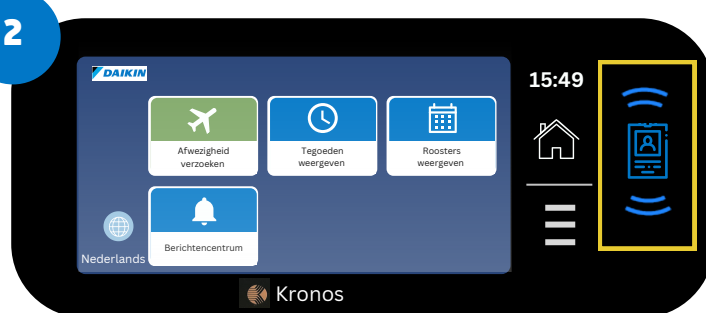 2
DAIKIN
15:49
Afwezigheid
verzoeken
Tegoeden
weergeven
Roosters
weergeven
Berichtencentrum
Nederlands
Kronos